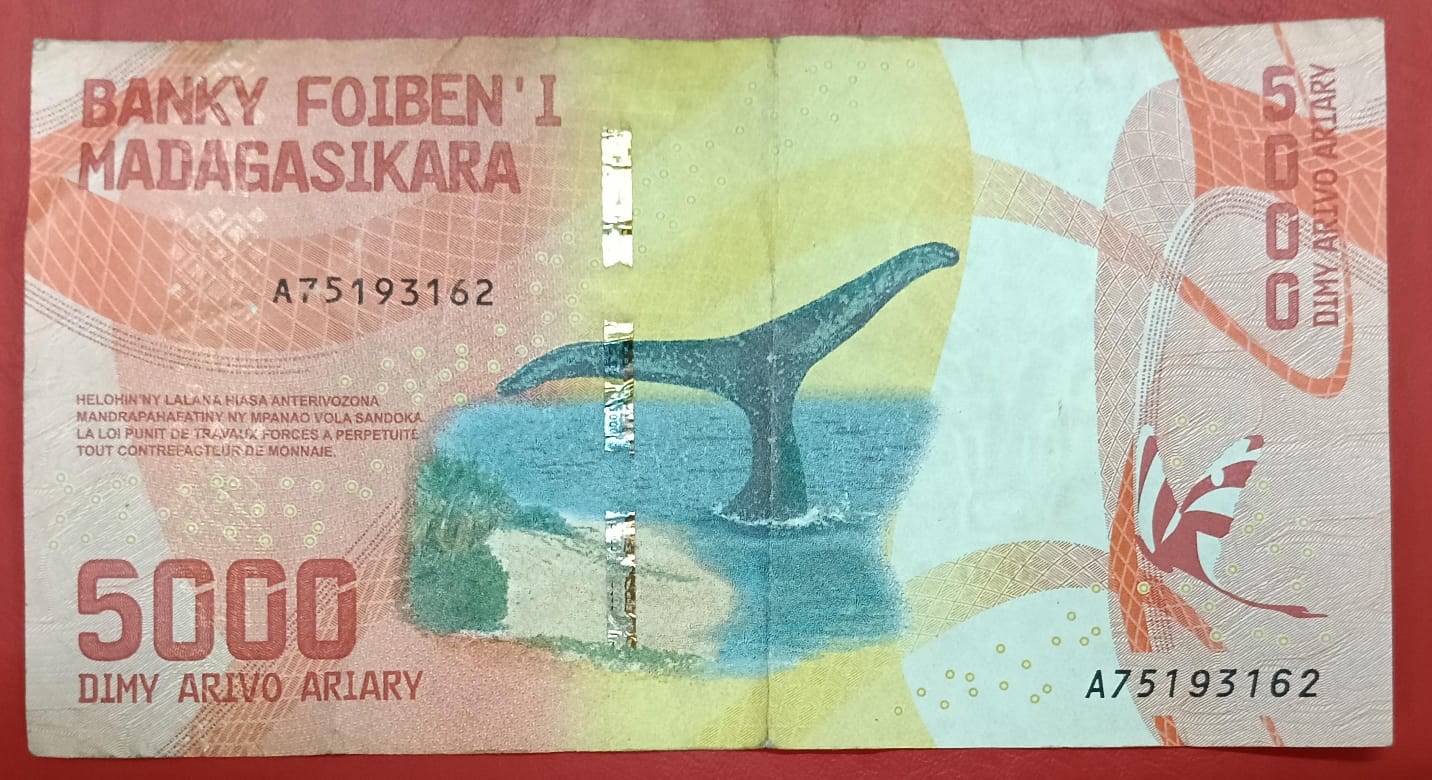 BANKY FOIBEN'I
MADAGASIKARA
A75193162
HELOHIN'NY LALANA HIASA ANTERIVOZONA
MANDRAPAHAFATINY NY MPANAO VOLA SANDOKA
LA LOI PUNIT DE TRAVAUX FORCES A PERPETUITE
TOUT CONTREFACTEUR DE MONNAIE.
5000
DIMY ARIVO ARIARY
5000
DIMY ARIVO ARIARY
A75193162